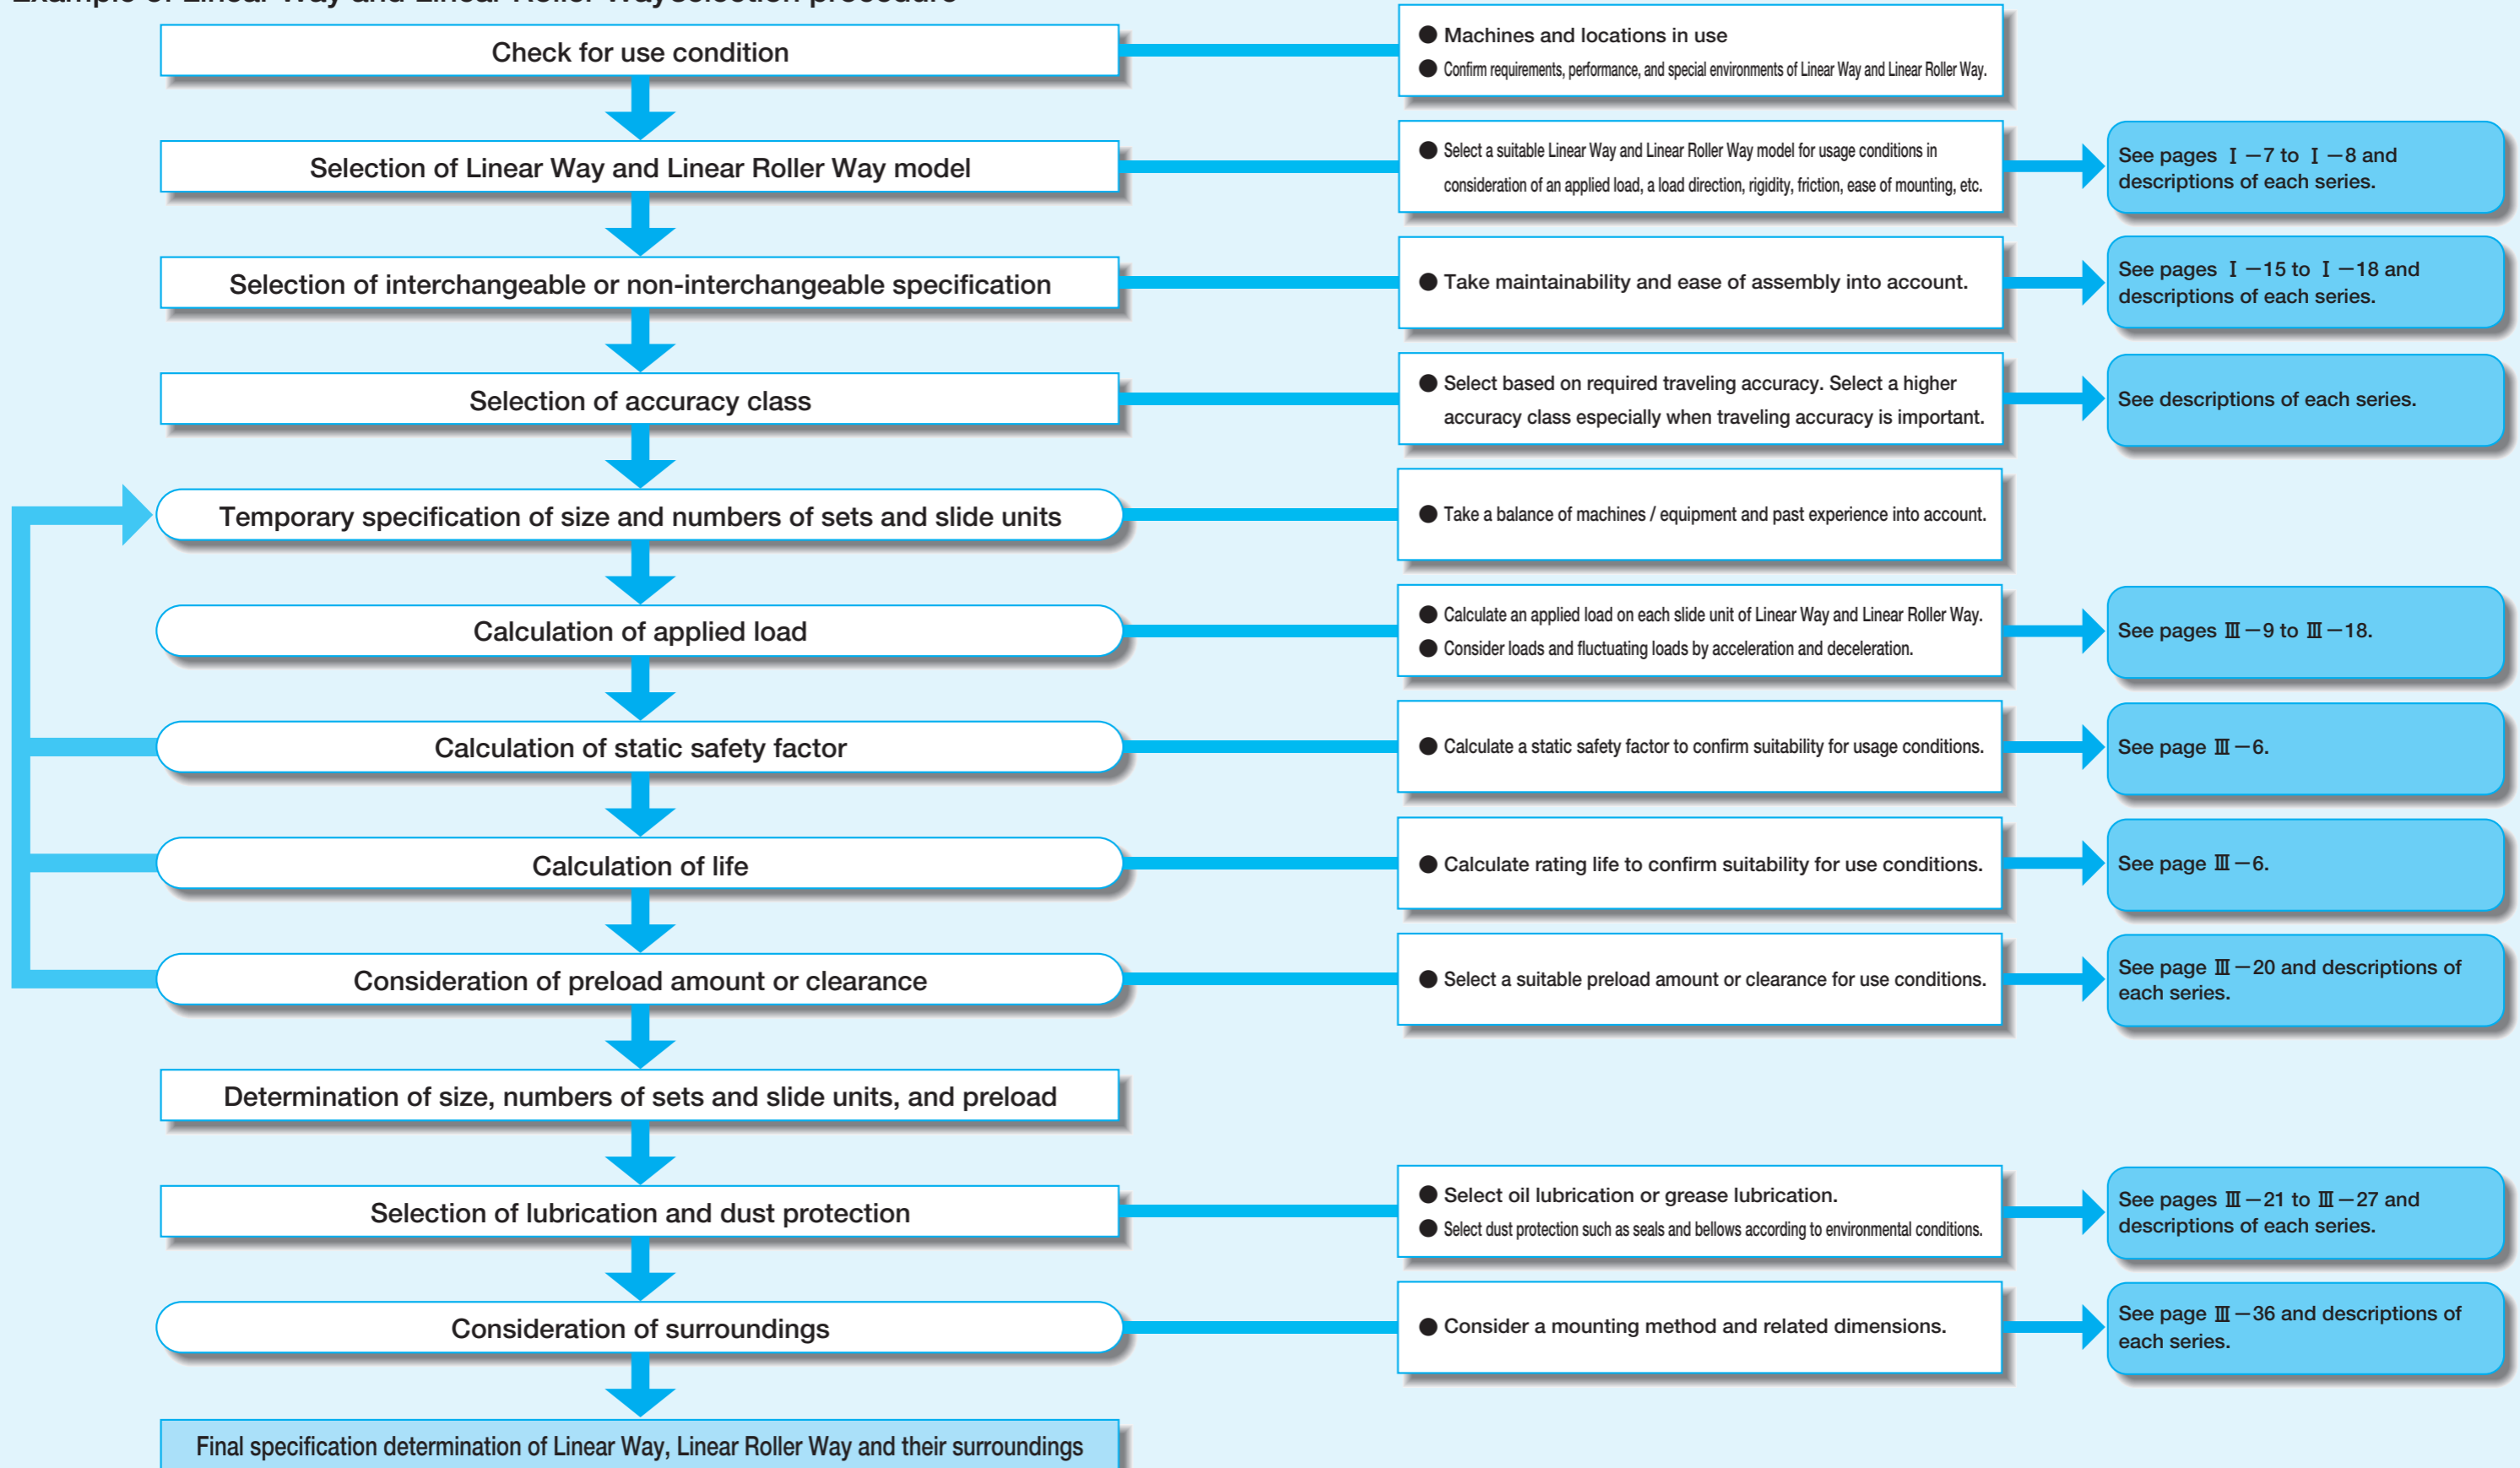 Example of Linear Way and Linear Roller Way selection procedure
Check for use condition
● Machines and locations in use
● Confirm requirements, performance, and special environments of Linear Way and Linear Roller Way.
Selection of Linear Way and Linear Roller Way model
● Select a suitable Linear Way and Linear Roller Way model for usage conditions in
consideration of an applied load, a load direction, rigidity, friction, ease of mounting, etc.
See pages Ⅰ－7 to Ⅰ－8 and
descriptions of each series.
Selection of interchangeable or non-interchangeable specification
● Take maintainability and ease of assembly into account.
See pages Ⅰ－15 to Ⅰ－18 and
descriptions of each series.
Selection of accuracy class
● Select based on required traveling accuracy. Select a higher
accuracy class especially when traveling accuracy is important.
See descriptions of each series.
Temporary specification of size and numbers of sets and slide units
● Take a balance of machines / equipment and past experience into account.
Calculation of applied load
● Calculate an applied load on each slide unit of Linear Way and Linear Roller Way.
● Consider loads and fluctuating loads by acceleration and deceleration.
See pages Ⅲ－9 to Ⅲ－18.
Calculation of static safety factor
● Calculate a static safety factor to confirm suitability for usage conditions.
See page Ⅲ－6.
Calculation of life
● Calculate rating life to confirm suitability for use conditions.
See page Ⅲ－6.
Consideration of preload amount or clearance
● Select a suitable preload amount or clearance for use conditions.
See page Ⅲ－20 and descriptions of
each series.
Determination of size, numbers of sets and slide units, and preload
Selection of lubrication and dust protection
● Select oil lubrication or grease lubrication.
● Select dust protection such as seals and bellows according to environmental conditions.
See pages Ⅲ－21 to Ⅲ－27 and
descriptions of each series.
Consideration of surroundings
● Consider a mounting method and related dimensions.
See page Ⅲ－36 and descriptions of
each series.
Final specification determination of Linear Way, Linear Roller Way and their surroundings